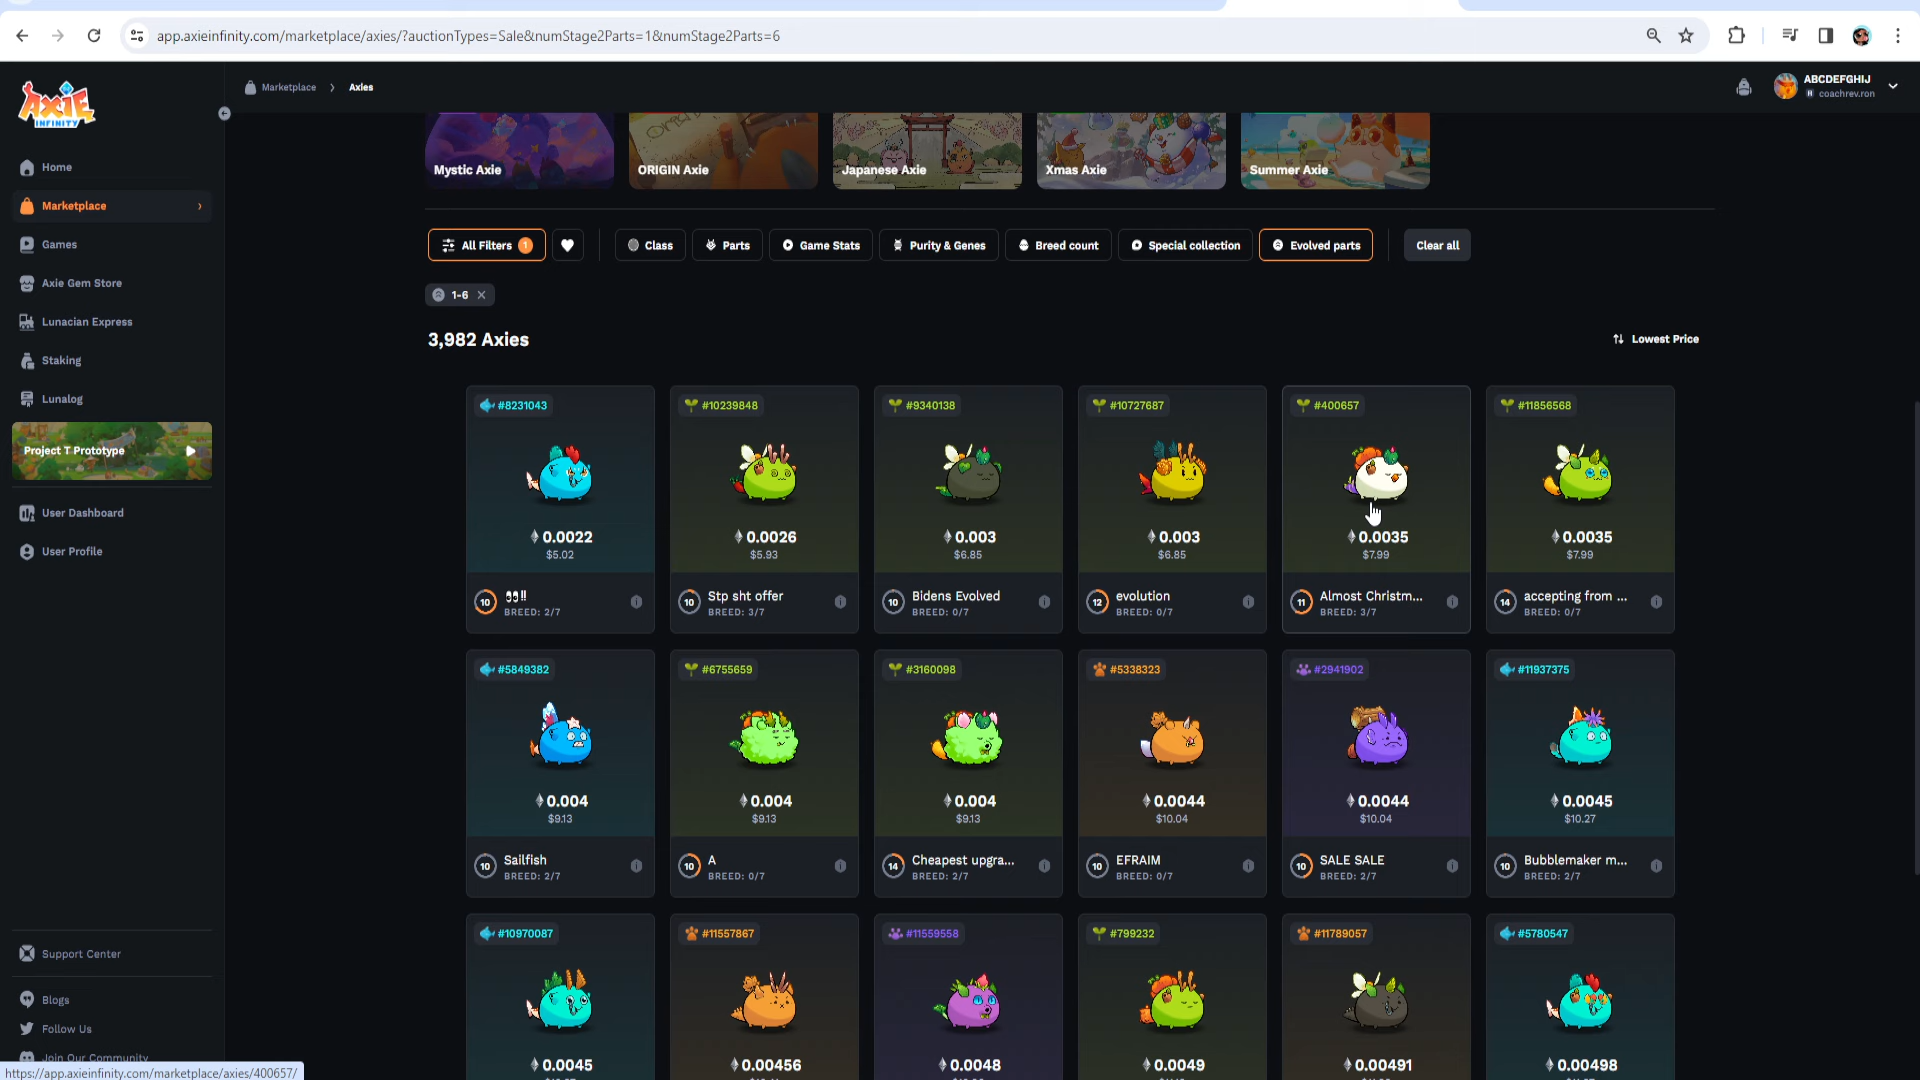 app.axieinfinity.com/marketplace/axies/?auctionTypes=Sale&numStage2Parts=1&numStage2Parts=6
AXIE
INFINITY
Marketplace
Axies
ABCDEFGHIJ
coachrev.ron
Home
Marketplace
Games
Axie Gem Store
Lunacian Express
Staking
Lunalog
Project T Prototype
User Dashboard
User Profile
Support Center
Blogs
Follow Us
Join Our Community
https://app.axieinfinity.com/marketplace/axies/400657/
Mystic Axie
ORIGIN Axie
Japanese Axie
Xmas Axie
Summer Axie
All Filters 1
Class
Parts
Game Stats
Purity & Genes
Breed count
Special collection
Evolved parts
Clear all
1-6
3,982 Axies
Lowest Price
#8231043
0.0022
$5.02
10
!!
BREED: 2/7
#10239848
0.0026
$5.93
10
Stp sht offer
BREED: 3/7
#9340138
0.003
$6.85
10
Bidens Evolved
BREED: 0/7
#10727687
0.003
$6.85
12
evolution
BREED: 0/7
#400657
0.0035
$7.99
11
Almost Christm...
BREED: 3/7
#11856568
0.0035
$7.99
14
accepting from ...
BREED: 0/7
#5849382
0.004
$9.13
10
Sailfish
BREED: 2/7
#6755659
0.004
$9.13
10
A
BREED: 0/7
#3160098
0.004
$9.13
14
Cheapest upgra...
BREED: 2/7
#5338323
0.0044
$10.04
10
EFRAIM
BREED: 0/7
#2941902
0.0044
$10.04
10
SALE SALE
BREED: 2/7
#11937375
0.0045
$10.27
10
Bubblemaker m...
BREED: 2/7
#10970087
0.0045
#11557867
0.00456
#11559558
0.0048
#799232
0.0049
#11789057
0.00491
#5780547
0.00498